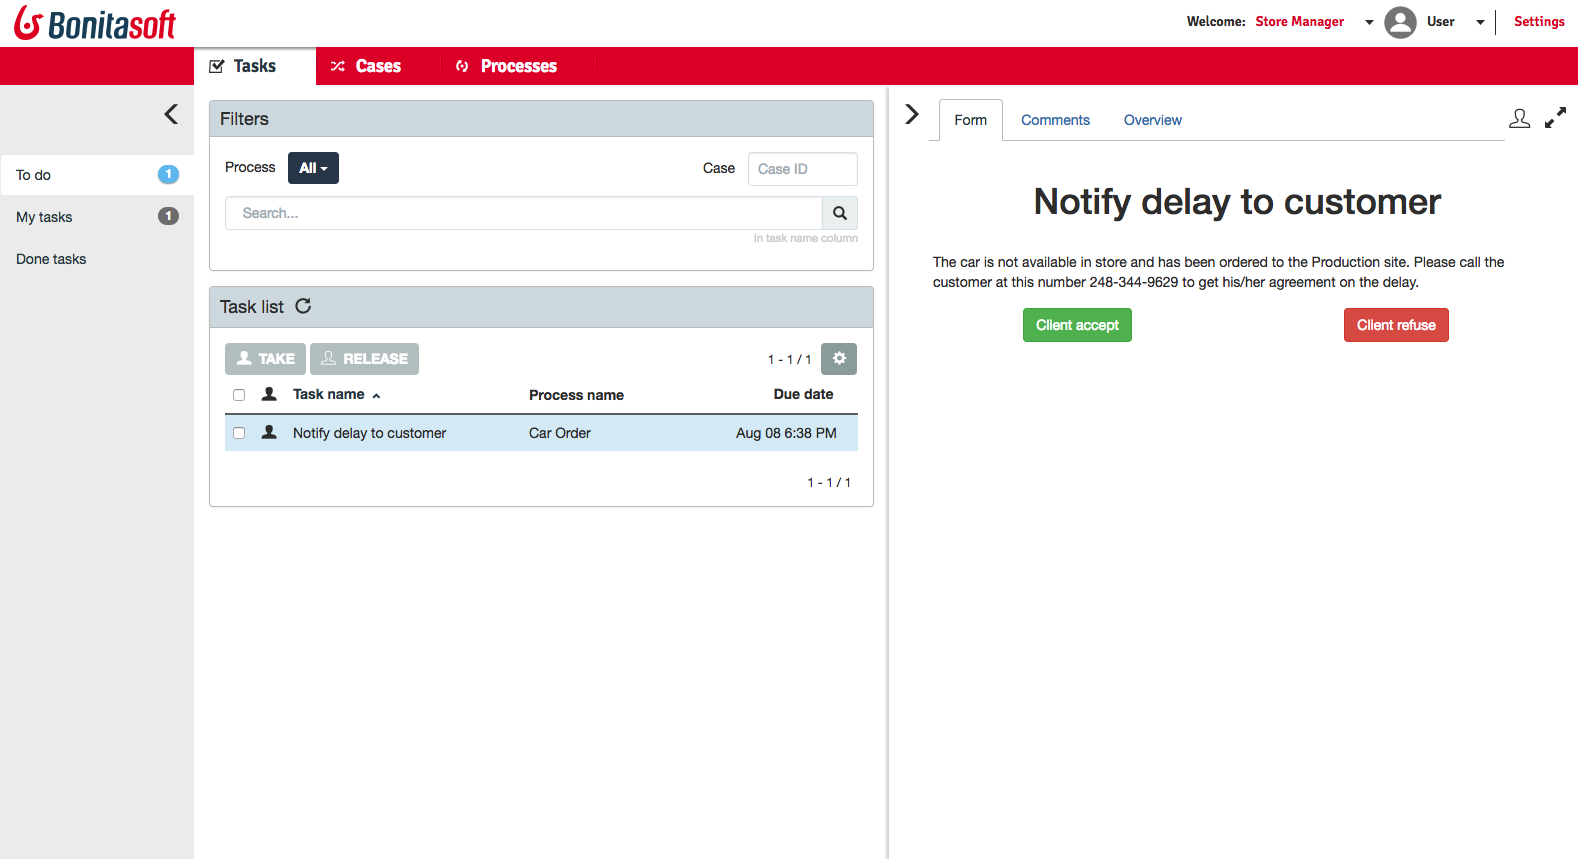 Bonitasoft
Welcome: Store Manager User Settings
Tasks Cases Processes
To do 1
My tasks 1
Done tasks
Filters
Process All Case Case ID
Search...
In task name column
Task list
TAKE RELEASE 1 - 1 / 1
Task name Process name Due date
Notify delay to customer Car Order Aug 08 6:38 PM
1 - 1 / 1
Form Comments Overview
Notify delay to customer
The car is not available in store and has been ordered to the Production site. Please call the
customer at this number 248-344-9629 to get his/her agreement on the delay.
Client accept Client refuse